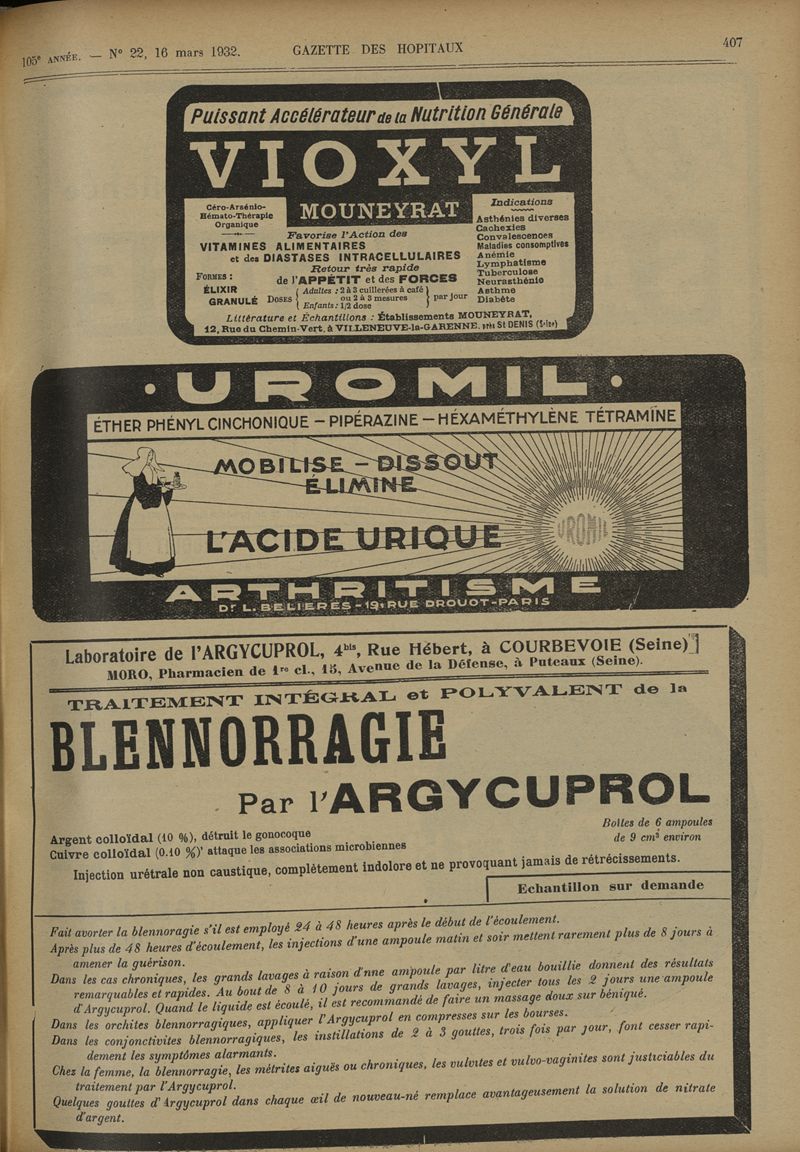 105e ANNÉE. — N° 22, 16 mars 1932.
GAZETTE DES HOPITAUX
407
Puissant Accélérateur de la Nutrition Générale
VIOXYL
MOUNEYRAT
Céro-Arsénio-
Hémato-Thérapie
Organique
Favorise l'Action des
VITAMINES ALIMENTAIRES
et des DIASTASES INTRACELLULAIRES
Retour très rapide
de l'APPÉTIT et des FORCES
FORMES :
ÉLIXIR
GRANULÉ
DOSES
Adultes : 2 à 3 cuillerées à café
ou 2 à 3 mesures
Enfants : 1/2 dose
par jour
Indications
Asthénies diverses
Cachexies
Convalescences
Maladies consomptives
Anémie
Lymphatisme
Tuberculose
Neurasthénie
Asthme
Diabète
Littérature et Échantillons : Établissements MOUNEYRAT,
12, Rue du Chemin-Vert, à VILLENEUVE-la-GARENNE, près St DENIS (Seine)
· UROMIL ·
ÉTHER PHÉNYL CINCHONIQUE – PIPÉRAZINE – HÉXAMÉTHYLÈNE TÉTRAMINE
MOBILISE – DISSOUT
ÉLIMINE
L'ACIDE URIQUE
UROMIL
ARTHRITISME
Dr L. BELIERES – 19, RUE DROUOT – PARIS
Laboratoire de l'ARGYCUPROL, 4bis, Rue Hébert, à COURBEVOIE (Seine)
MORO, Pharmacien de 1re cl., 15, Avenue de la Défense, à Puteaux (Seine).
TRAITEMENT INTÉGRAL et POLYVALENT de la
BLENNORRAGIE
Par l'ARGYCUPROL
Argent colloïdal (10 %), détruit le gonocoque
Cuivre colloïdal (0.10 %) attaque les associations microbiennes
Boîtes de 6 ampoules
de 9 cm3 environ
Injection urétrale non caustique, complètement indolore et ne provoquant jamais de rétrécissements.
Echantillon sur demande
Fait avorter la blennoragie s'il est employé 24 à 48 heures après le début de l'écoulement.
Après plus de 48 heures d'écoulement, les injections d'une ampoule matin et soir mettent rarement plus de 8 jours à
amener la guérison.
Dans les cas chroniques, les grands lavages à raison d'nne ampoule par litre d'eau bouillie donnent des résultats
remarquables et rapides. Au bout de 8 à 10 jours de grands lavages, injecter tous les 2 jours une ampoule
d'Argycuprol. Quand le liquide est écoulé, il est recommandé de faire un massage doux sur béniqué.
Dans les orchites blennorragiques, appliquer l'Argycuprol en compresses sur les bourses.
Dans les conjonctivites blennorragiques, les instillations de 2 à 3 gouttes, trois fois par jour, font cesser rapi-
dement les symptômes alarmants.
Chez la femme, la blennorragie, les métrites aiguës ou chroniques, les vulvites et vulvo-vaginites sont justiciables du
traitement par l'Argycuprol.
Quelques gouttes d'Argycuprol dans chaque œil de nouveau-né remplace avantageusement la solution de nitrate
d'argent.